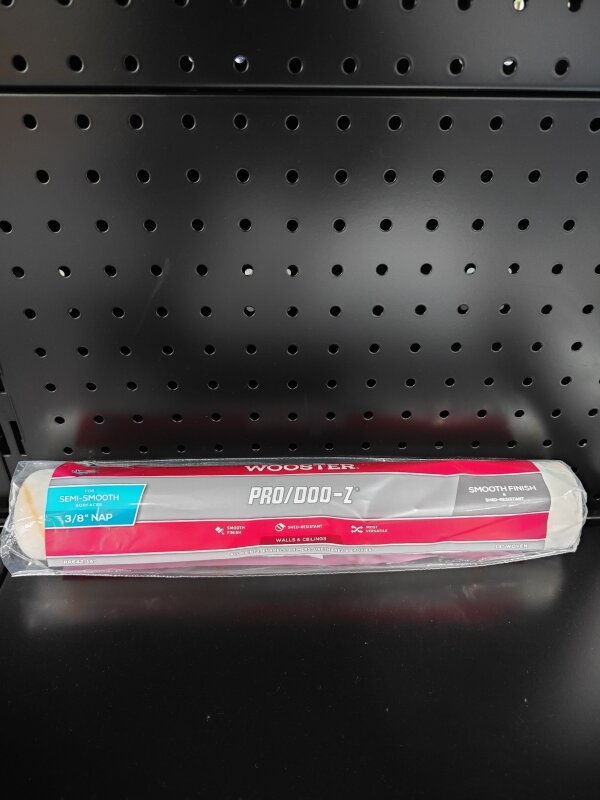 WOOSTER
FOR
SEMI-SMOOTH
SURFACES
3/8" NAP
PRO/DOO-Z®
SMOOTH FINISH
&
SHED-RESISTANT
SMOOTH
FINISH
SHED-RESISTANT
MOST
VERSATILE
WALLS & CEILINGS
WOVEN